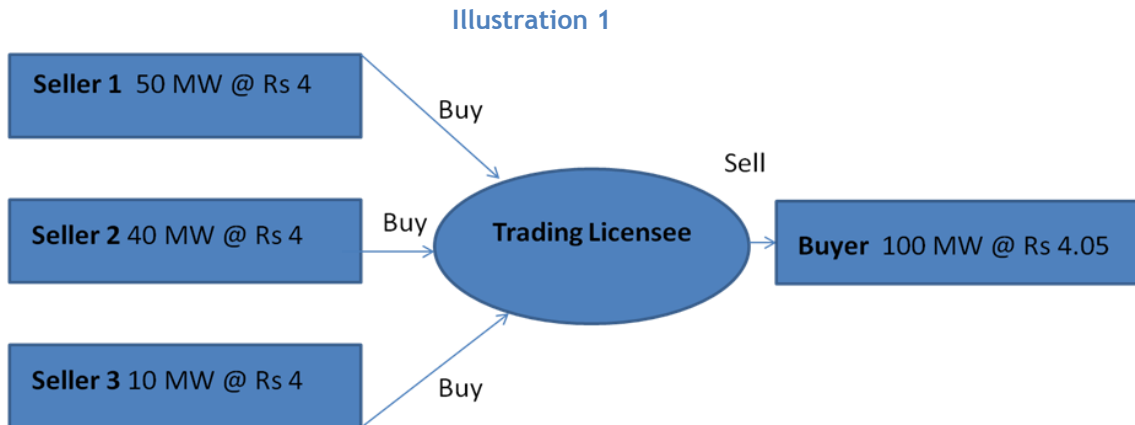 Illustration 1
Seller 1 50 MW @ Rs 4
Buy
Sell
Seller 2 40 MW @ Rs 4
Buy
Trading Licensee
Buyer 100 MW @ Rs 4.05
Seller 3 10 MW @ Rs 4
Buy